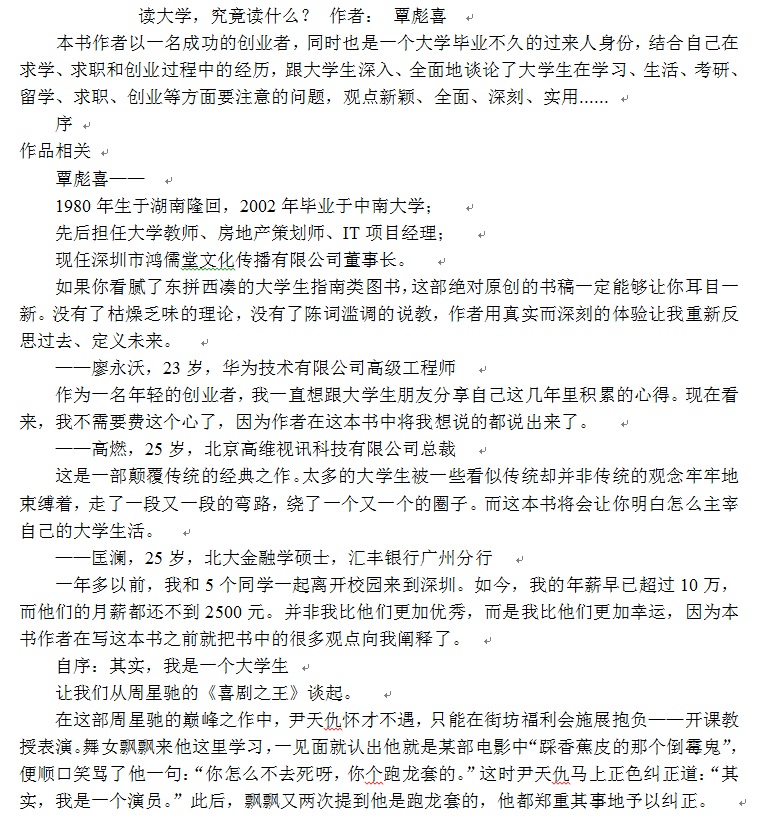 读大学，究竟读什么？ 作者： 覃彪喜
本书作者以一名成功的创业者，同时也是一个大学毕业不久的过来人身份，结合自己在
求学、求职和创业过程中的经历，跟大学生深入、全面地谈论了大学生在学习、生活、考研、
留学、求职、创业等方面要注意的问题，观点新颖、全面、深刻、实用......
序
作品相关
覃彪喜——
1980 年生于湖南隆回，2002 年毕业于中南大学；
先后担任大学教师、房地产策划师、IT 项目经理；
现任深圳市鸿儒堂文化传播有限公司董事长。
如果你看腻了东拼西凑的大学生指南类图书，这部绝对原创的书稿一定能够让你耳目一
新。没有了枯燥乏味的理论，没有了陈词滥调的说教，作者用真实而深刻的体验让我重新反
思过去、定义未来。
——廖永沃，23 岁，华为技术有限公司高级工程师
作为一名年轻的创业者，我一直想跟大学生朋友分享自己这几年里积累的心得。现在看
来，我不需要费这个心了，因为作者在这本书中将我想说的都说出来了。
——高燃，25 岁，北京高维视讯科技有限公司总裁
这是一部颠覆传统的经典之作。太多的大学生被一些看似传统却并非传统的观念牢牢地
束缚着，走了一段又一段的弯路，绕了一个又一个的圈子。而这本书将会让你明白怎么主宰
自己的大学生活。
——匡澜，25 岁，北大金融学硕士，汇丰银行广州分行
一年多以前，我和 5 个同学一起离开校园来到深圳。如今，我的年薪早已超过 10 万，
而他们的月薪都还不到 2500 元。并非我比他们更加优秀，而是我比他们更加幸运，因为本
书作者在写这本书之前就把书中的很多观点向我阐释了。
自序：其实，我是一个大学生
让我们从周星驰的《喜剧之王》谈起。
在这部周星驰的巅峰之作中，尹天仇怀才不遇，只能在街坊福利会施展抱负——开课教
授表演。舞女飘飘来他这里学习，一见面就认出他就是某部电影中“踩香蕉皮的那个倒霉鬼”，
便顺口笑骂了他一句：“你怎么不去死呀，你个跑龙套的。”这时尹天仇马上正色纠正道：“其
实，我是一个演员。” 此后，飘飘又两次提到他是跑龙套的，他都郑重其事地予以纠正。